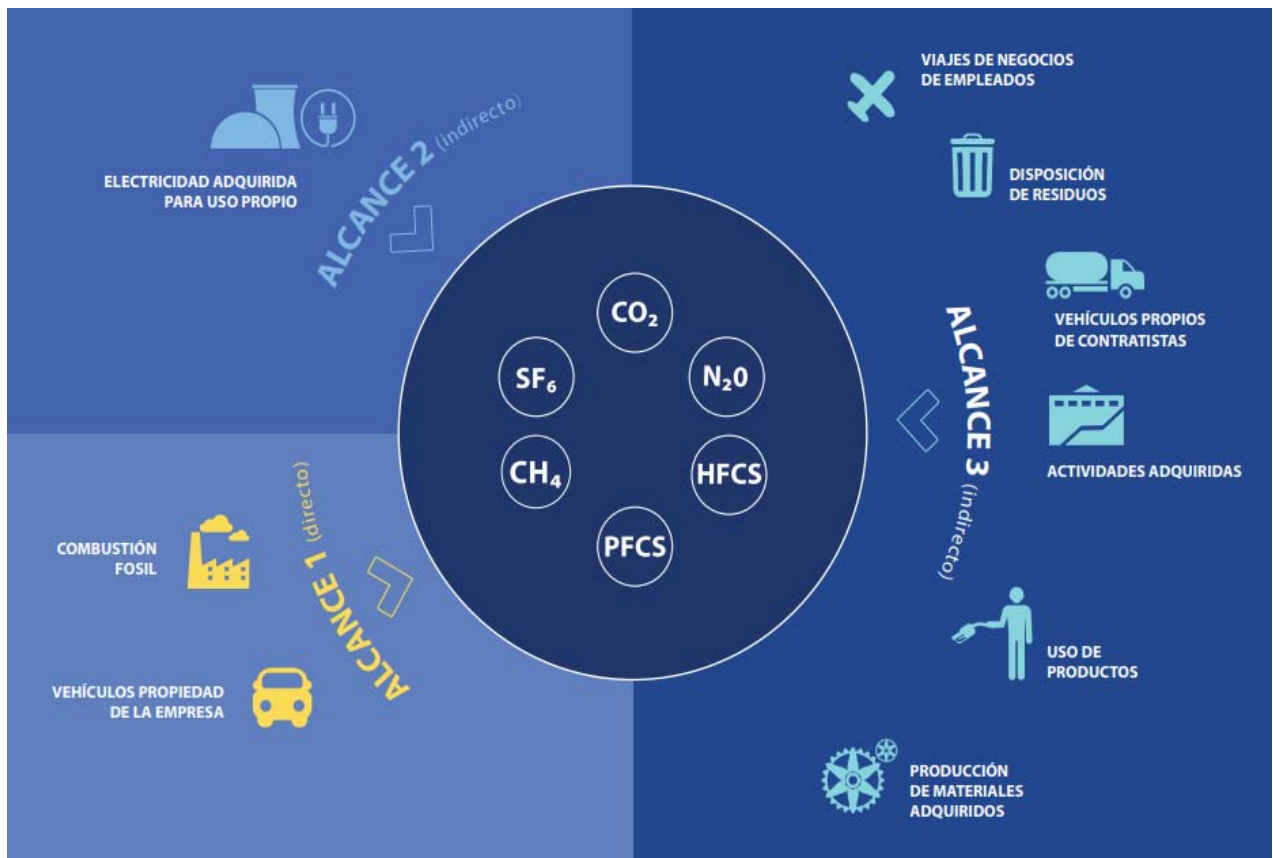 ELECTRICIDAD ADQUIRIDA
PARA USO PROPIO
ALCANCE 2 (indirecto)
COMBUSTIÓN
FOSIL
VEHÍCULOS PROPIEDAD
DE LA EMPRESA
ALCANCE 1 (directo)
CO₂
SF₆
N₂0
CH₄
HFCS
PFCS
VIAJES DE NEGOCIOS
DE EMPLEADOS
DISPOSICIÓN
DE RESIDUOS
VEHÍCULOS PROPIOS
DE CONTRATISTAS
ALCANCE 3 (indirecto)
ACTIVIDADES ADQUIRIDAS
USO DE
PRODUCTOS
PRODUCCIÓN
DE MATERIALES
ADQUIRIDOS